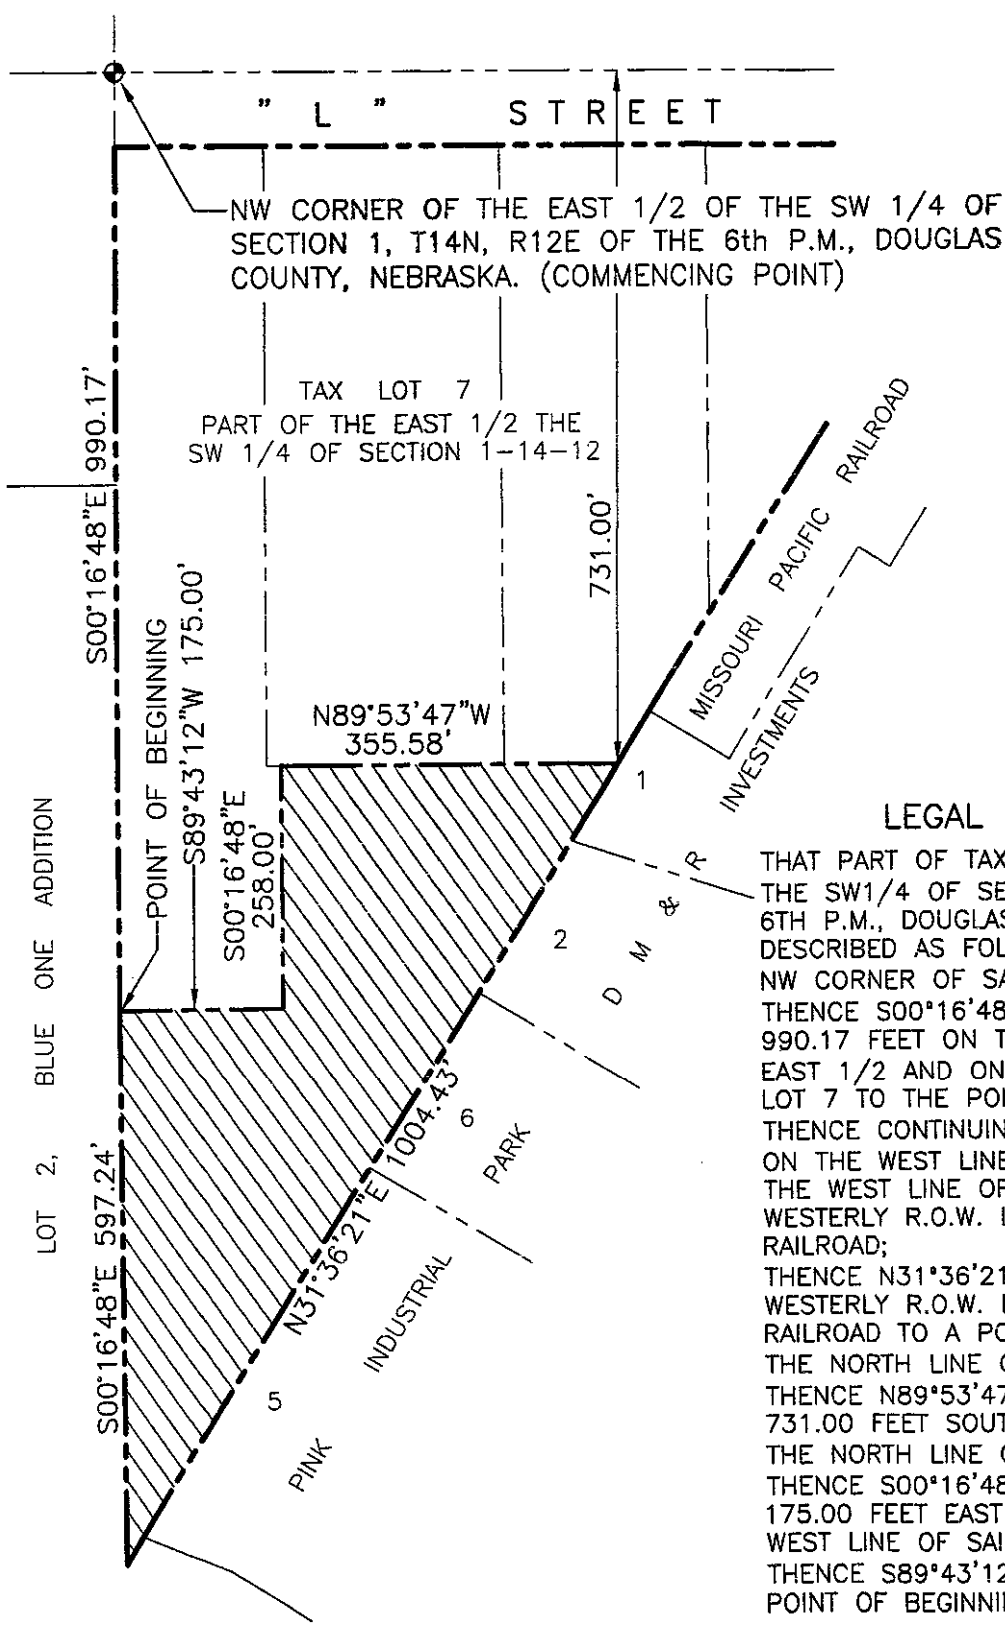 " L " STREET
NW CORNER OF THE EAST 1/2 OF THE SW 1/4 OF
SECTION 1, T14N, R12E OF THE 6th P.M., DOUGLAS
COUNTY, NEBRASKA. (COMMENCING POINT)
TAX LOT 7
PART OF THE EAST 1/2 THE
SW 1/4 OF SECTION 1-14-12
S00°16'48"E 990.17'
731.00'
MISSOURI PACIFIC RAILROAD
POINT OF BEGINNING
S89°43'12"W 175.00'
N89°53'47"W
355.58'
S00°16'48"E
258.00'
LOT 2, BLUE ONE ADDITION
S00°16'48"E 597.24'
N31°36'21"E 1004.43'
1
2
6
5
D M & R INVESTMENTS
PINK INDUSTRIAL PARK
LEGAL
THAT PART OF TAX
THE SW1/4 OF SE
6TH P.M., DOUGLAS
DESCRIBED AS FOL
NW CORNER OF SA
THENCE S00°16'48
990.17 FEET ON T
EAST 1/2 AND ON
LOT 7 TO THE POI
THENCE CONTINUIN
ON THE WEST LINE
THE WEST LINE OF
WESTERLY R.O.W. L
RAILROAD;
THENCE N31°36'21
WESTERLY R.O.W. L
RAILROAD TO A PO
THE NORTH LINE O
THENCE N89°53'47
731.00 FEET SOUT
THE NORTH LINE O
THENCE S00°16'48
175.00 FEET EAST
WEST LINE OF SAI
THENCE S89°43'12
POINT OF BEGINNI